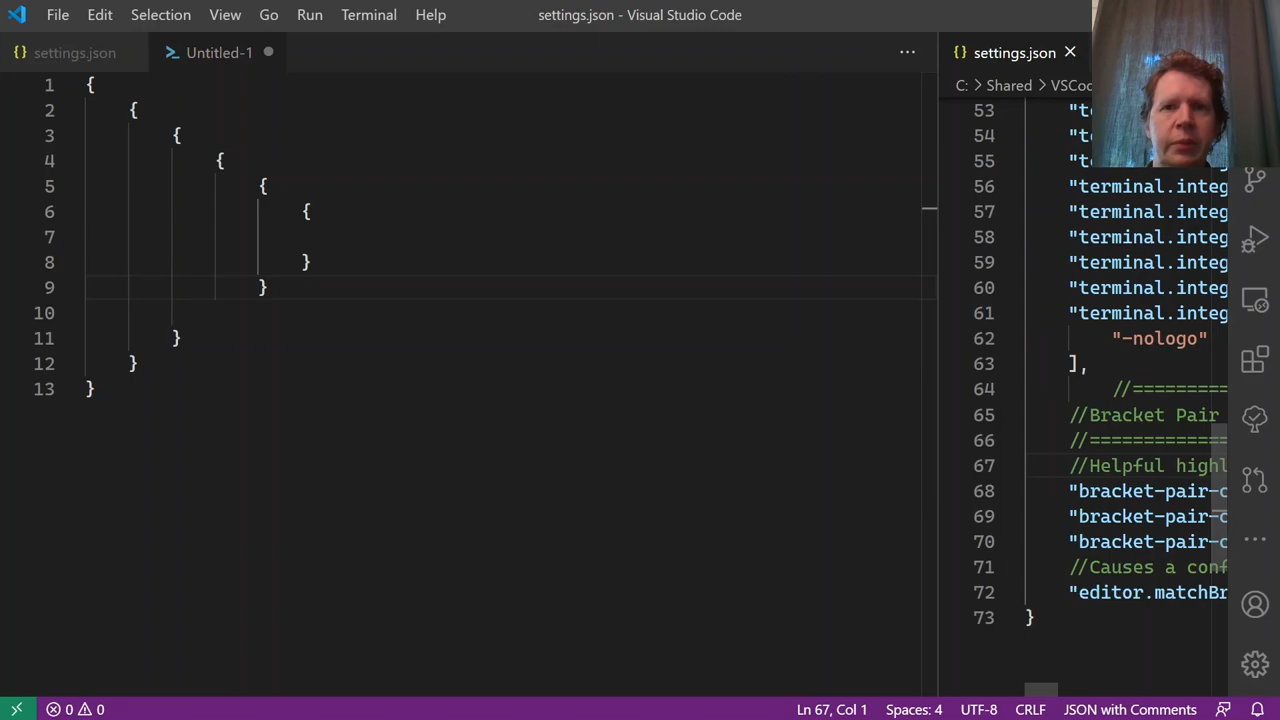 File Edit Selection View Go Run Terminal Help
settings.json - Visual Studio Code
{} settings.json
Untitled-1
...
1 {
2 {
3 {
4 {
5 {
6 {
7
8 }
9 }
10
11 }
12 }
13 }
{} settings.json
C: > Shared > VSCo
53 "te
54 "te
55 "te
56 "terminal.integ
57 "terminal.integ
58 "terminal.integ
59 "terminal.integ
60 "terminal.integ
61 "terminal.integ
62 "-nologo"
63 ],
64 //==========
65 //Bracket Pair
66 //=============
67 //Helpful highl
68 "bracket-pair-c
69 "bracket-pair-c
70 "bracket-pair-c
71 //Causes a conf
72 "editor.matchBr
73 }
0 0
Ln 67, Col 1 Spaces: 4 UTF-8 CRLF JSON with Comments